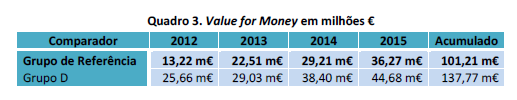 Quadro 3. Value for Money em milhões €
Comparador 2012 2013 2014 2015 Acumulado
Grupo de Referência 13,22 m€ 22,51 m€ 29,21 m€ 36,27 m€ 101,21 m€
Grupo D 25,66 m€ 29,03 m€ 38,40 m€ 44,68 m€ 137,77 m€